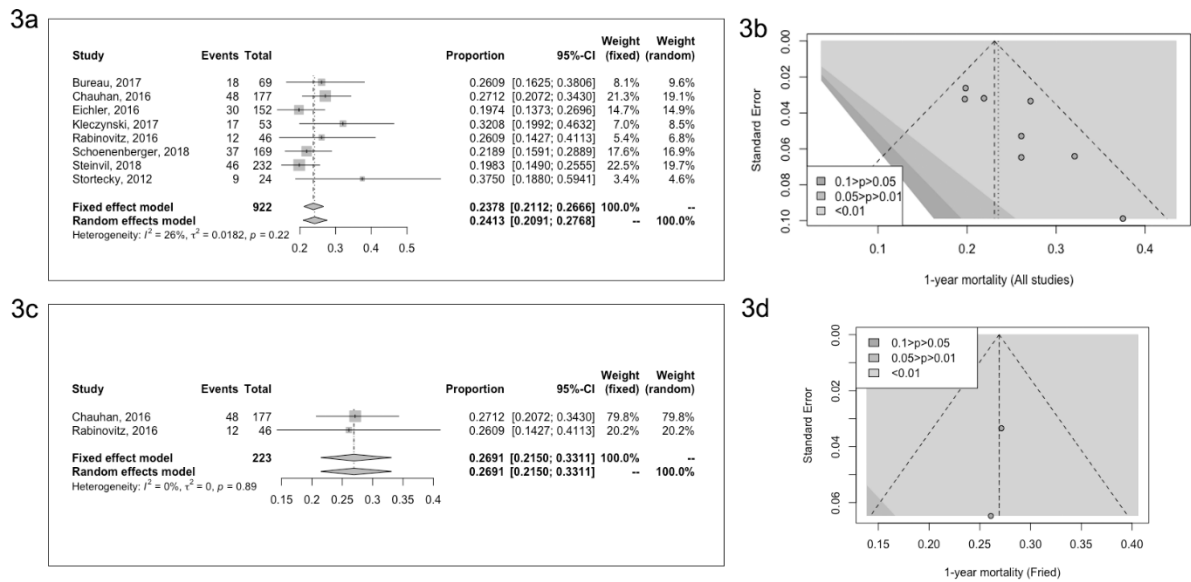 3a
Weight Weight
Study Events Total Proportion 95%-CI (fixed) (random)
Bureau, 2017 18 69 0.2609 [0.1625; 0.3806] 8.1% 9.6%
Chauhan, 2016 48 177 0.2712 [0.2072; 0.3430] 21.3% 19.1%
Eichler, 2016 30 152 0.1974 [0.1373; 0.2696] 14.7% 14.9%
Kleczynski, 2017 17 53 0.3208 [0.1992; 0.4632] 7.0% 8.5%
Rabinovitz, 2016 12 46 0.2609 [0.1427; 0.4113] 5.4% 6.8%
Schoenenberger, 2018 37 169 0.2189 [0.1591; 0.2889] 17.6% 16.9%
Steinvil, 2018 46 232 0.1983 [0.1490; 0.2555] 22.5% 19.7%
Stortecky, 2012 9 24 0.3750 [0.1880; 0.5941] 3.4% 4.6%
Fixed effect model 922 0.2378 [0.2112; 0.2666] 100.0% --
Random effects model 0.2413 [0.2091; 0.2768] -- 100.0%
Heterogeneity: I² = 26%, τ² = 0.0182, p = 0.22
0.2 0.3 0.4 0.5
3b
Standard Error
0.00
0.02
0.04
0.06
0.08
0.10
0.1>p>0.05
0.05>p>0.01
<0.01
0.1 0.2 0.3 0.4
1-year mortality (All studies)
3c
Weight Weight
Study Events Total Proportion 95%-CI (fixed) (random)
Chauhan, 2016 48 177 0.2712 [0.2072; 0.3430] 79.8% 79.8%
Rabinovitz, 2016 12 46 0.2609 [0.1427; 0.4113] 20.2% 20.2%
Fixed effect model 223 0.2691 [0.2150; 0.3311] 100.0% --
Random effects model 0.2691 [0.2150; 0.3311] -- 100.0%
Heterogeneity: I² = 0%, τ² = 0, p = 0.89
0.15 0.2 0.25 0.3 0.35 0.4
3d
Standard Error
0.00
0.02
0.04
0.06
0.1>p>0.05
0.05>p>0.01
<0.01
0.15 0.20 0.25 0.30 0.35 0.40
1-year mortality (Fried)